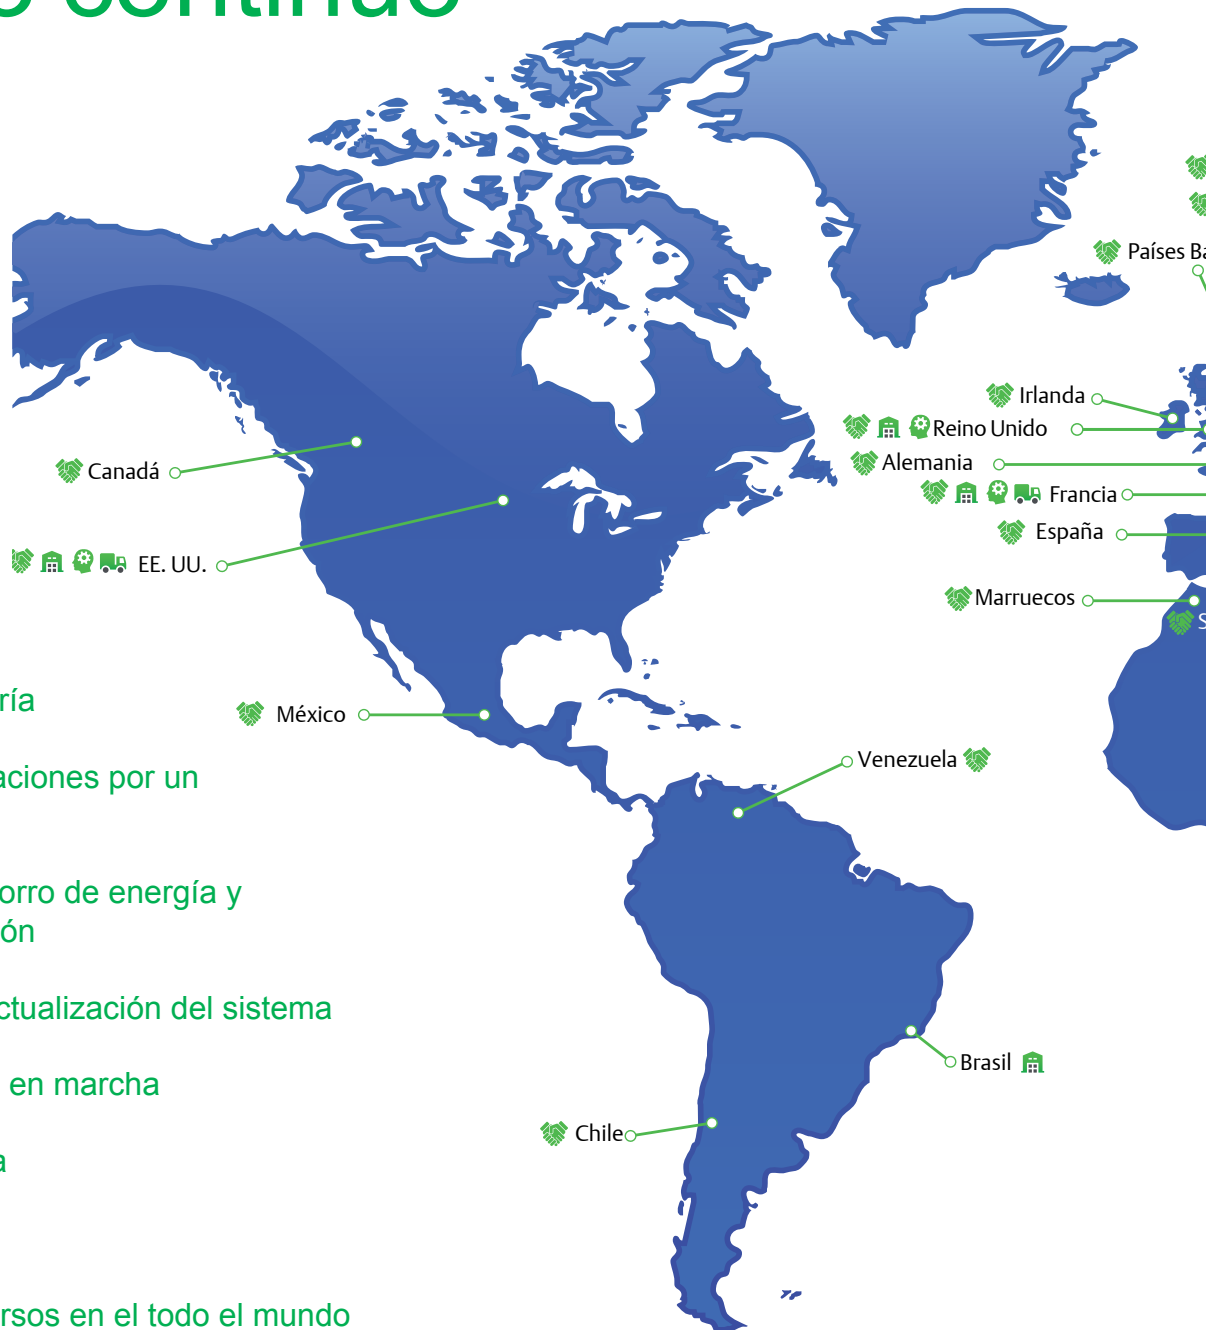 continuo
Países Ba
Irlanda
Reino Unido
Alemania
Canadá
Francia
España
EE. UU.
Marruecos
S
ría
México
aciones por un
Venezuela
orro de energía y
ón
ctualización del sistema
Brasil
en marcha
Chile
a
rsos en el todo el mundo